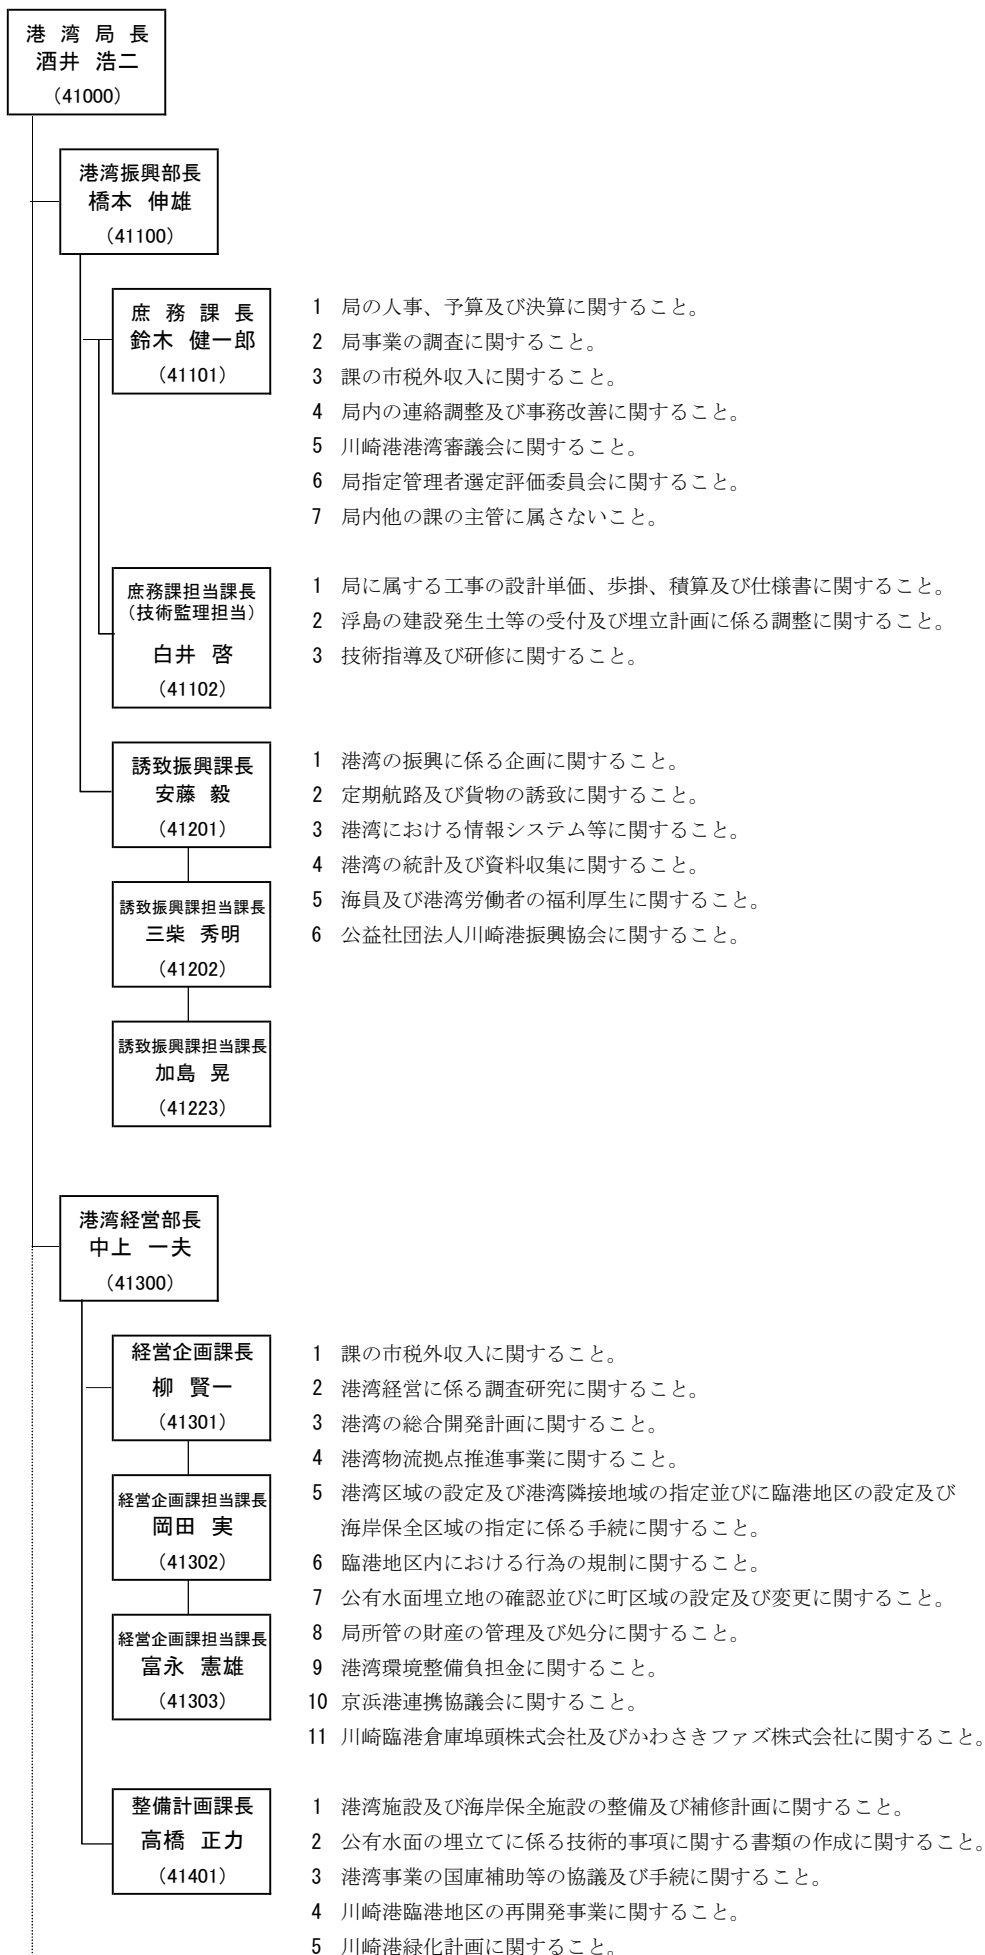 港 湾 局 長
酒井 浩二
(41000)
港湾振興部長
橋本 伸雄
(41100)
庶 務 課 長
鈴木 健一郎
(41101)
1 局の人事、予算及び決算に関すること。
2 局事業の調査に関すること。
3 課の市税外収入に関すること。
4 局内の連絡調整及び事務改善に関すること。
5 川崎港港湾審議会に関すること。
6 局指定管理者選定評価委員会に関すること。
7 局内他の課の主管に属さないこと。
庶務課担当課長
(技術監理担当)
白井 啓
(41102)
1 局に属する工事の設計単価、歩掛、積算及び仕様書に関すること。
2 浮島の建設発生土等の受付及び埋立計画に係る調整に関すること。
3 技術指導及び研修に関すること。
誘致振興課長
安藤 毅
(41201)
1 港湾の振興に係る企画に関すること。
2 定期航路及び貨物の誘致に関すること。
3 港湾における情報システム等に関すること。
4 港湾の統計及び資料収集に関すること。
5 海員及び港湾労働者の福利厚生に関すること。
6 公益社団法人川崎港振興協会に関すること。
誘致振興課担当課長
三柴 秀明
(41202)
誘致振興課担当課長
加島 晃
(41223)
港湾経営部長
中上 一夫
(41300)
経営企画課長
柳 賢一
(41301)
1 課の市税外収入に関すること。
2 港湾経営に係る調査研究に関すること。
3 港湾の総合開発計画に関すること。
4 港湾物流拠点推進事業に関すること。
5 港湾区域の設定及び港湾隣接地域の指定並びに臨港地区の設定及び
海岸保全区域の指定に係る手続に関すること。
6 臨港地区内における行為の規制に関すること。
7 公有水面埋立地の確認並びに町区域の設定及び変更に関すること。
8 局所管の財産の管理及び処分に関すること。
9 港湾環境整備負担金に関すること。
10 京浜港連携協議会に関すること。
11 川崎臨港倉庫埠頭株式会社及びかわさきファズ株式会社に関すること。
経営企画課担当課長
岡田 実
(41302)
経営企画課担当課長
富永 憲雄
(41303)
整備計画課長
高橋 正力
(41401)
1 港湾施設及び海岸保全施設の整備及び補修計画に関すること。
2 公有水面の埋立てに係る技術的事項に関する書類の作成に関すること。
3 港湾事業の国庫補助等の協議及び手続に関すること。
4 川崎港臨港地区の再開発事業に関すること。
5 川崎港緑化計画に関すること。